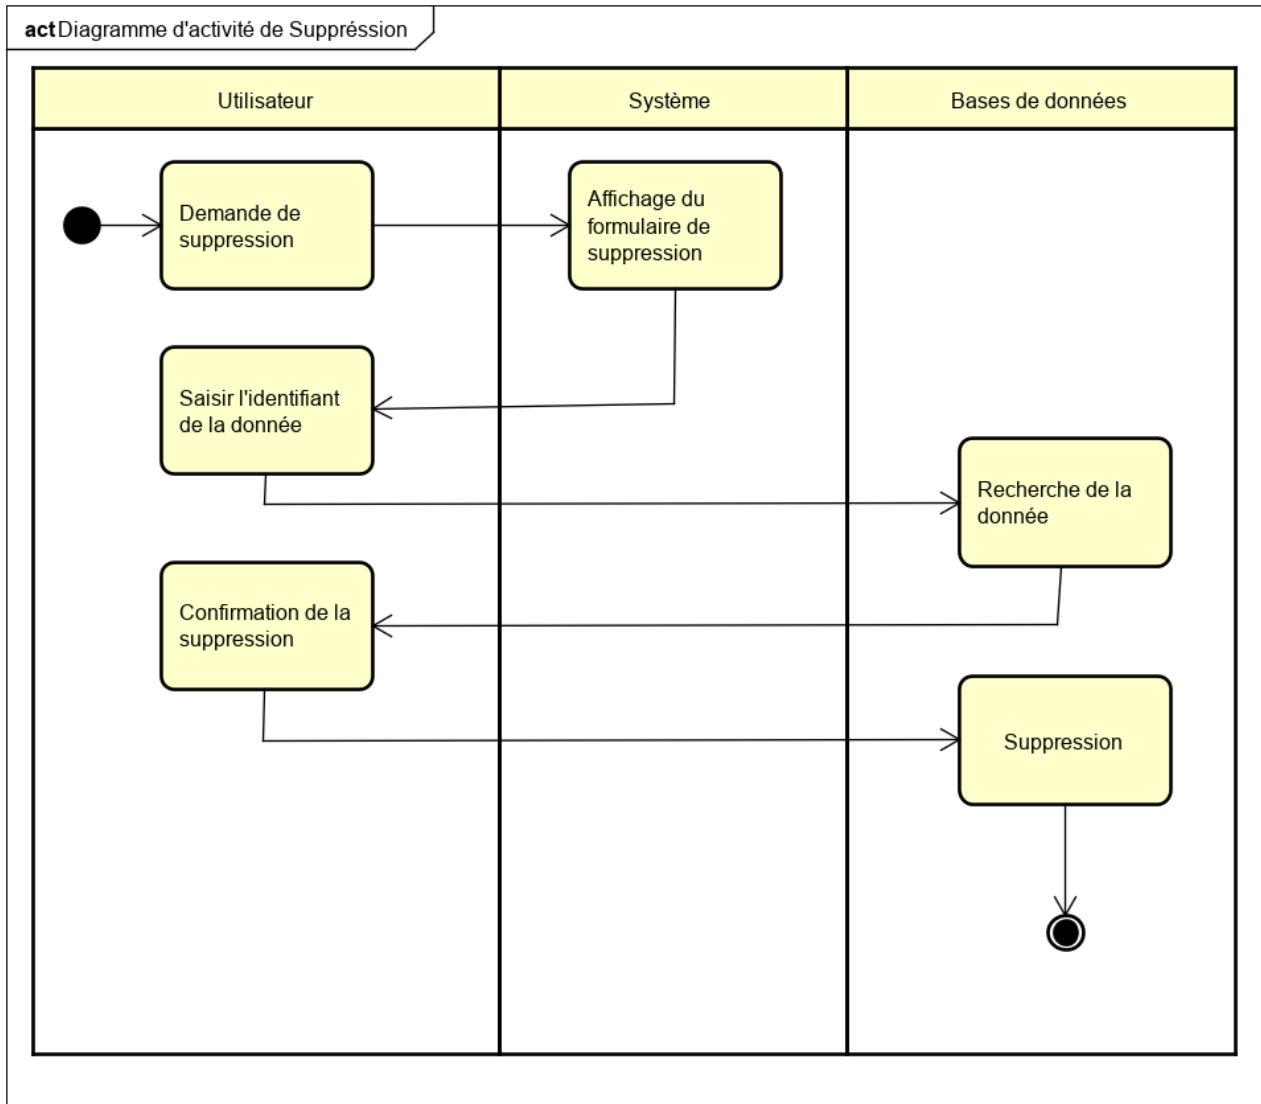 act Diagramme d'activité de Suppréssion
Utilisateur
Système
Bases de données
Demande de
suppression
Affichage du
formulaire de
suppression
Saisir l'identifiant
de la donnée
Recherche de la
donnée
Confirmation de la
suppression
Suppression